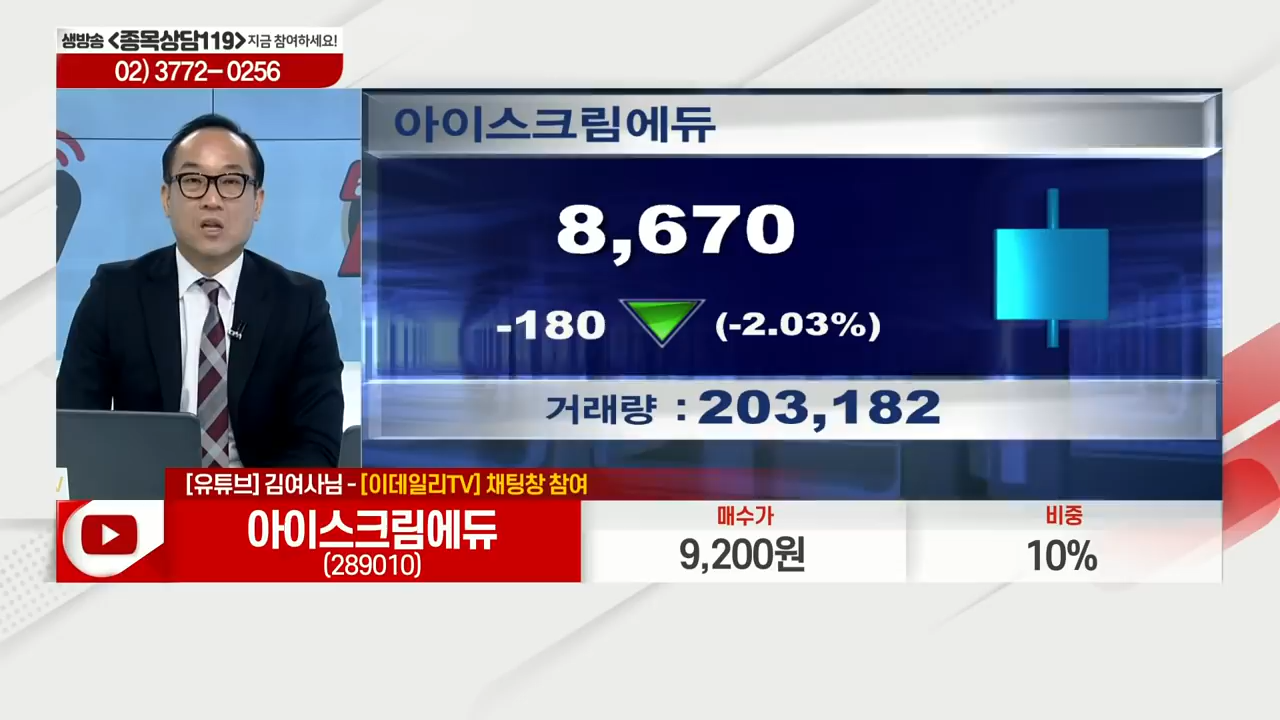 생방송 <종목상담119> 지금 참여하세요!
02) 3772-0256
아이스크림에듀
8,670
-180 (-2.03%)
거래량 : 203,182
[유튜브] 김여사님 - [이데일리TV] 채팅창 참여
아이스크림에듀
(289010)
매수가
9,200원
비중
10%